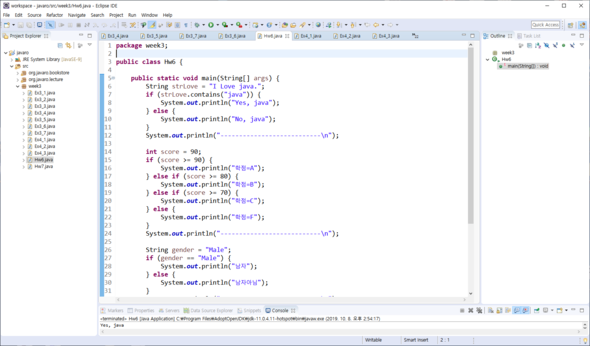 workspace - javaro/src/week3/Hw6.java - Eclipse IDE
File Edit Source Refactor Navigate Search Project Run Window Help
Quick Access
Project Explorer
javaro
JRE System Library [JavaSE-9]
src
org.javaro.bookstore
org.javaro.lecture
week3
Ex3_1.java
Ex3_2.java
Ex3_3.java
Ex3_4.java
Ex3_5.java
Ex3_6.java
Ex3_7.java
Ex4_1.java
Ex4_2.java
Ex4_3.java
Hw6.java
Hw7.java
Ex3_4.java Ex3_5.java Ex3_7.java Ex3_8.java Hw6.java Ex4_1.java Ex4_2.java Ex4_3.java
1 package week3;
2
3 public class Hw6 {
4
5 public static void main(String[] args) {
6 String strLove = "I Love java.";
7 if (strLove.contains("java")) {
8 System.out.println("Yes, java");
9 } else {
10 System.out.println("No, java");
11 }
12 System.out.println("----------------------------\n");
13
14 int score = 90;
15 if (score >= 90) {
16 System.out.println("학점=A");
17 } else if (score >= 80) {
18 System.out.println("학점=B");
19 } else if (score >= 70) {
20 System.out.println("학점=C");
21 } else {
22 System.out.println("학점=F");
23 }
24 System.out.println("----------------------------\n");
25
26 String gender = "Male";
27 if (gender == "Male") {
28 System.out.println("남자");
29 } else {
30 System.out.println("남자아님");
31 }
Outline Task List
week3
Hw6
main(String[]) : void
Markers Properties Servers Data Source Explorer Snippets Console
<terminated> Hw6 [Java Application] C:\Program Files\AdoptOpenJDK\jdk-11.0.4.11-hotspot\bin\javaw.exe (2019. 10. 8. 오후 2:54:17)
Yes, java
Writable Smart Insert 2 : 1